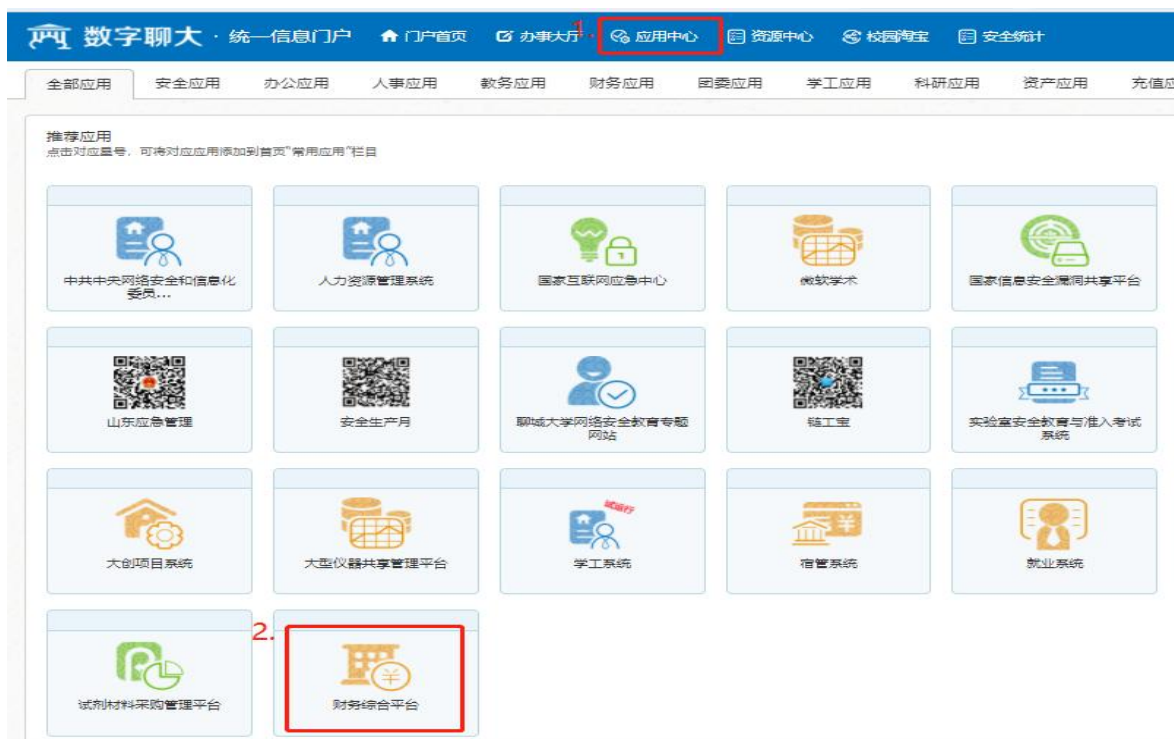 数字聊大·统一信息门户 门户首页 办事大厅 1. 应用中心 资源中心 校园淘宝 安全统计
全部应用 安全应用 办公应用 人事应用 教务应用 财务应用 团委应用 学工应用 科研应用 资产应用 充值应
推荐应用
点击对应星号，可将对应应用添加到首页"常用应用"栏目
中共中央网络安全和信息化
委员...
人力资源管理系统
国家互联网应急中心
微软学术
国家信息安全漏洞共享平台
山东应急管理
安全生产月
聊城大学网络安全教育专题
网站
链工宝
实验室安全教育与准入考试
系统
大创项目系统
大型仪器共享管理平台
试运行
学工系统
宿管系统
就业系统
试剂材料采购管理平台
2.
财务综合平台